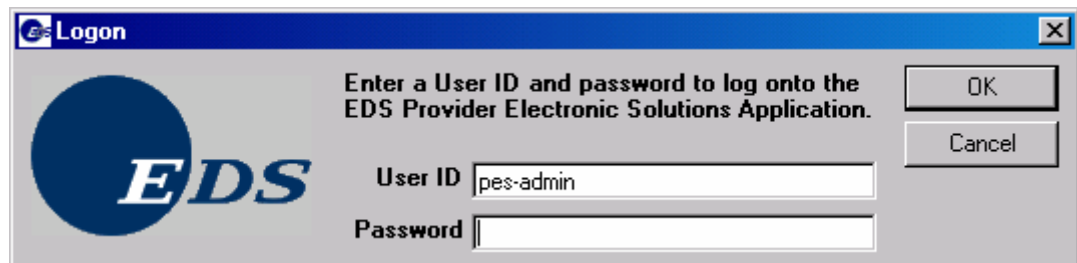 EDS Logon
Enter a User ID and password to log onto the
EDS Provider Electronic Solutions Application.
OK
Cancel
EDS
User ID pes-admin
Password